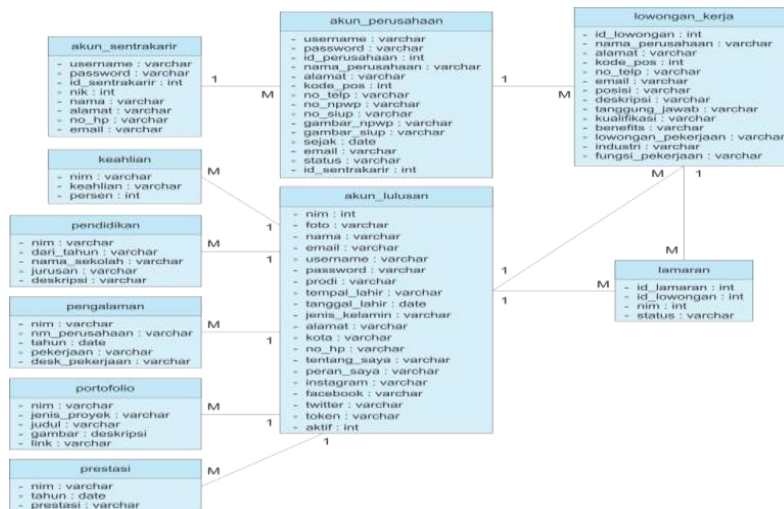 akun_sentrakarir
- username : varchar
- password : varchar
- id_sentrakarir : int
- nik : int
- nama : varchar
- alamat : varchar
- no_hp : varchar
- email : varchar
1
M
akun_perusahaan
- username : varchar
- password : varchar
- id_perusahaan : int
- nama_perusahaan : varchar
- alamat : varchar
- kode_pos : int
- no_telp : varchar
- no_npwp : varchar
- no_siup : varchar
- gambar_npwp : varchar
- gambar_siup : varchar
- sejak : date
- email : varchar
- status : varchar
- id_sentrakarir : int
1
M
lowongan_kerja
- id_lowongan : int
- nama_perusahaan : varchar
- alamat : varchar
- kode_pos : int
- no_telp : varchar
- email : varchar
- posisi : varchar
- deskripsi : varchar
- tanggung_jawab : varchar
- kualifikasi : varchar
- benefits : varchar
- lowongan_pekerjaan : varchar
- industri : varchar
- fungsi_pekerjaan : varchar
M
1
keahlian
- nim : varchar
- keahlian : varchar
- persen : int
M
1
pendidikan
- nim : varchar
- dari_tahun : varchar
- nama_sekolah : varchar
- jurusan : varchar
- deskripsi : varchar
M
1
pengalaman
- nim : varchar
- nm_perusahaan : varchar
- tahun : date
- pekerjaan : varchar
- desk_pekerjaan : varchar
M
1
portofolio
- nim : varchar
- jenis_proyek : varchar
- judul : varchar
- gambar : deskripsi
- link : varchar
M
1
prestasi
- nim : varchar
- tahun : date
- prestasi : varchar
M
1
akun_lulusan
- nim : int
- foto : varchar
- nama : varchar
- email : varchar
- username : varchar
- password : varchar
- prodi : varchar
- tempal_lahir : varchar
- tanggal_lahir : date
- jenis_kelamin : varchar
- alamat : varchar
- kota : varchar
- no_hp : varchar
- tentang_saya : varchar
- peran_saya : varchar
- instagram : varchar
- facebook : varchar
- twitter : varchar
- token : varchar
- aktif : int
1
1
M
M
lamaran
- id_lamaran : int
- id_lowongan : int
- nim : int
- status : varchar